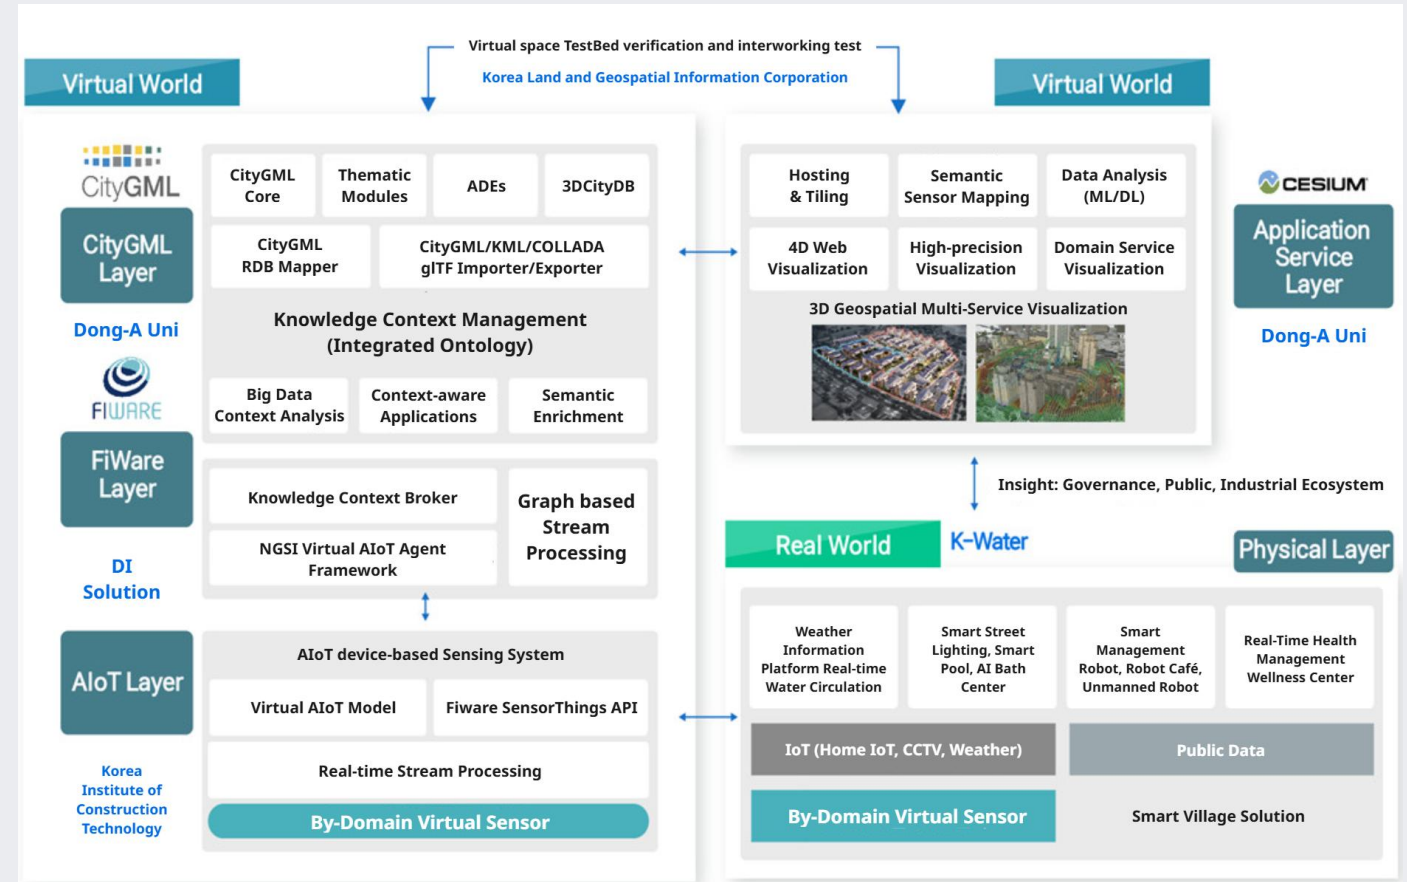 Virtual space TestBed verification and interworking test
Korea Land and Geospatial Information Corporation
Virtual World
CityGML
CityGML
Layer
Dong-A Uni
FIWARE
FiWare
Layer
DI
Solution
AIoT Layer
Korea
Institute of
Construction
Technology
CityGML
Core
Thematic
Modules
ADEs
3DCityDB
CityGML
RDB Mapper
CityGML/KML/COLLADA
glTF Importer/Exporter
Knowledge Context Management
(Integrated Ontology)
Big Data
Context Analysis
Context-aware
Applications
Semantic
Enrichment
Knowledge Context Broker
NGSI Virtual AIoT Agent
Framework
Graph based
Stream
Processing
AIoT device-based Sensing System
Virtual AIoT Model
Fiware SensorThings API
Real-time Stream Processing
By-Domain Virtual Sensor
Virtual World
Hosting
& Tiling
Semantic
Sensor Mapping
Data Analysis
(ML/DL)
4D Web
Visualization
High-precision
Visualization
Domain Service
Visualization
3D Geospatial Multi-Service Visualization
CESIUM
Application
Service
Layer
Dong-A Uni
Insight: Governance, Public, Industrial Ecosystem
Real World
K-Water
Physical Layer
Weather
Information
Platform Real-time
Water Circulation
Smart Street
Lighting, Smart
Pool, AI Bath
Center
Smart
Management
Robot, Robot Café,
Unmanned Robot
Real-Time Health
Management
Wellness Center
IoT (Home IoT, CCTV, Weather)
Public Data
By-Domain Virtual Sensor
Smart Village Solution